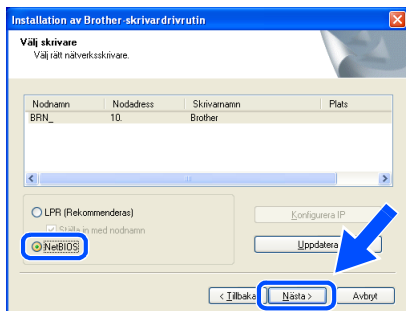 Installation av Brother-skrivardrivrutin
Välj skrivare
Välj rätt nätverksskrivare.
Nodnamn Nodadress Skrivarnamn Plats
BRN_ 10. Brother
LPR (Rekommenderas)
Ställa in med nodnamn
NetBIOS
Konfigurera IP
Uppdatera
< Tillbaka Nästa > Avbryt